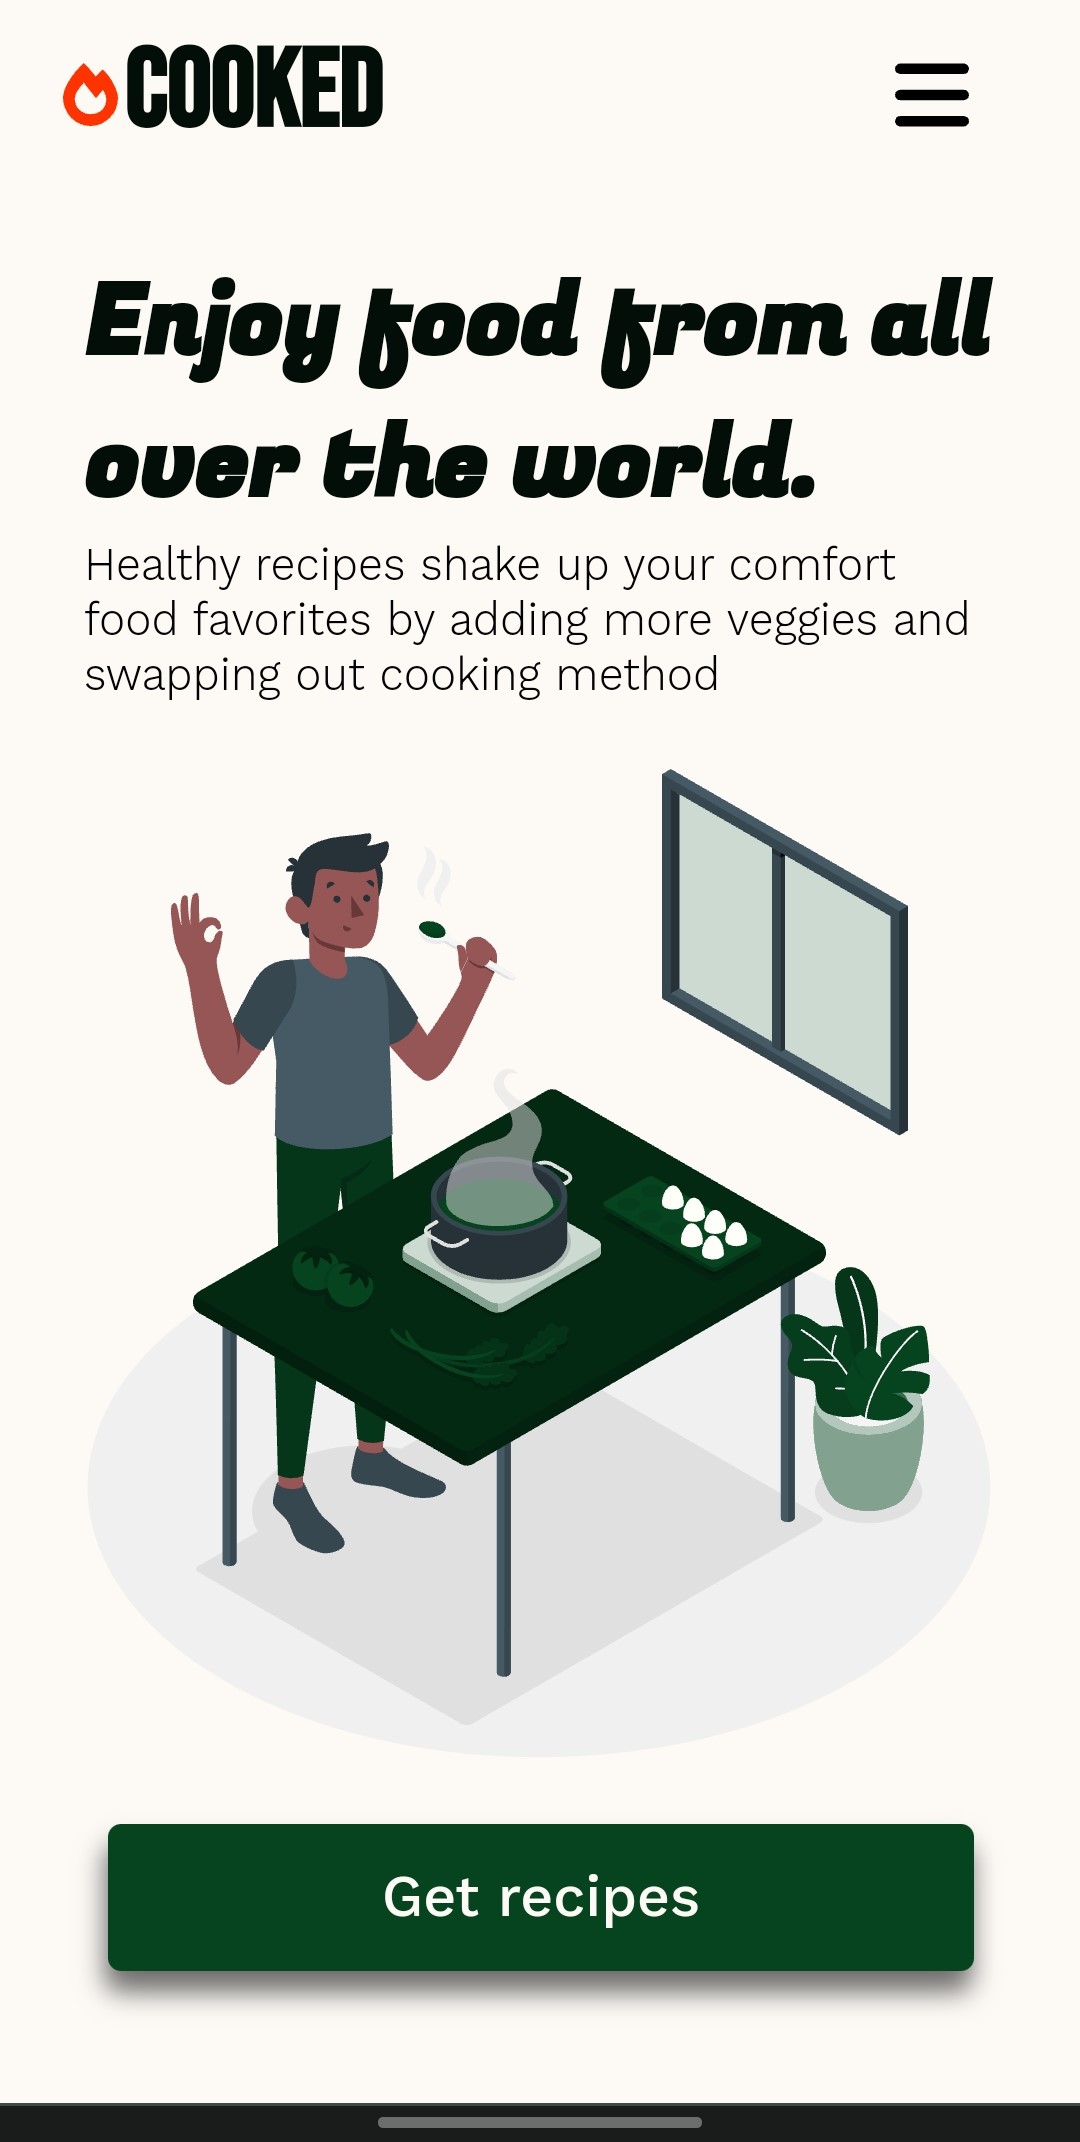 COOKED
Enjoy food from all
over the world.
Healthy recipes shake up your comfort
food favorites by adding more veggies and
swapping out cooking method
Get recipes